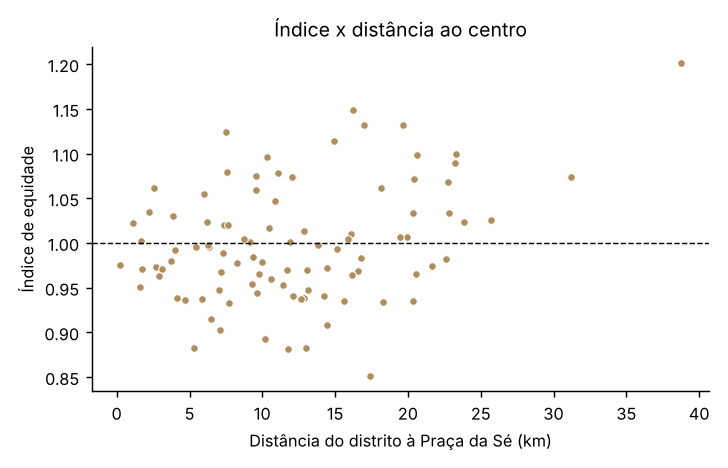 Índice x distância ao centro
Índice de equidade
1.20
1.15
1.10
1.05
1.00
0.95
0.90
0.85
0 5 10 15 20 25 30 35 40
Distância do distrito à Praça da Sé (km)